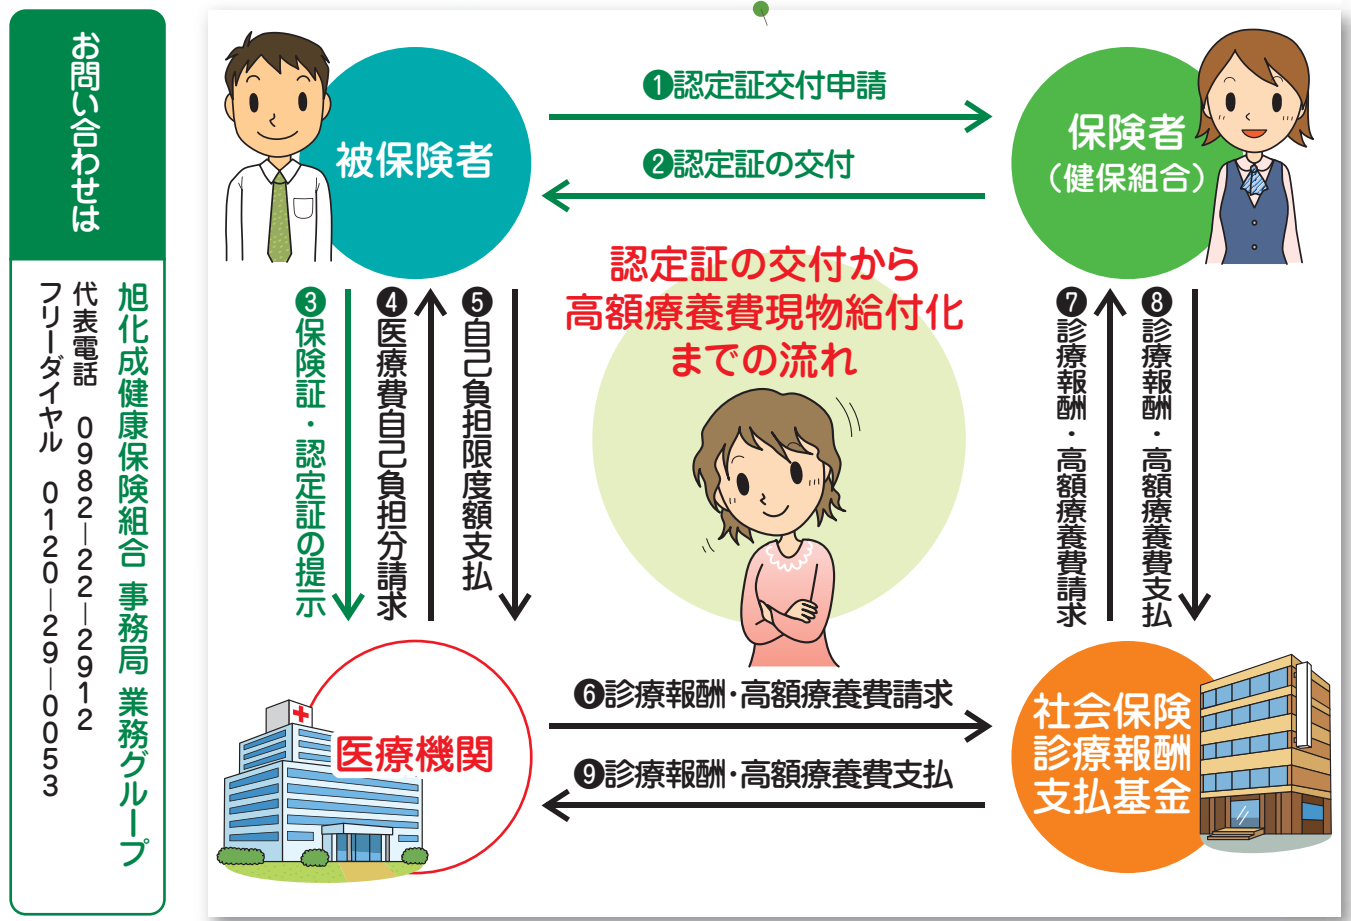 お問い合わせは
旭化成健康保険組合 事務局 業務グループ
代表電話 0982―22―2912
フリーダイヤル 0120―29―0053
被保険者
❶認定証交付申請
❷認定証の交付
保険者
（健保組合）
認定証の交付から
高額療養費現物給付化
までの流れ
❸保険証・認定証の提示
❹医療費自己負担分請求
❺自己負担限度額支払
❼診療報酬・高額療養費請求
❽診療報酬・高額療養費支払
医療機関
❻診療報酬・高額療養費請求
❾診療報酬・高額療養費支払
社会保険
診療報酬
支払基金